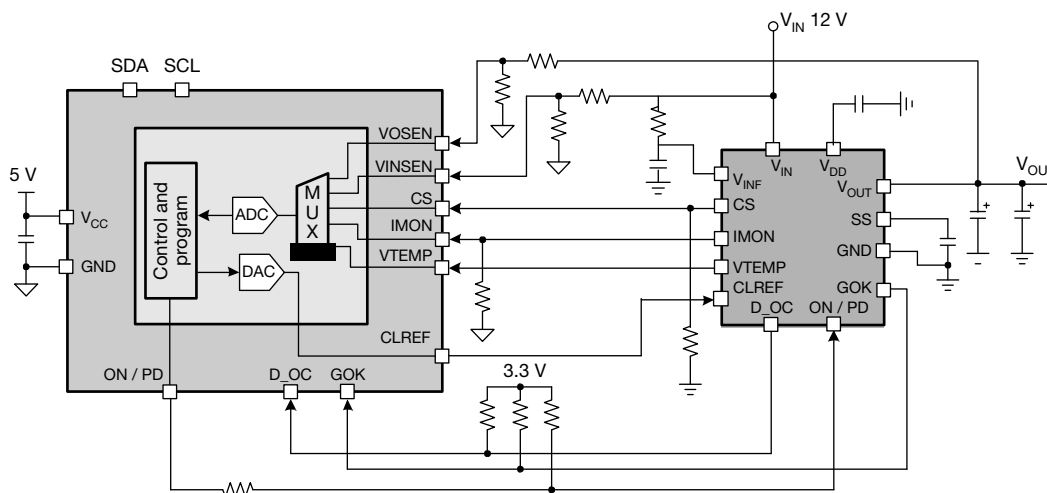 V_IN 12 V
SDA SCL
VOSEN
VINSEN
CS
IMON
VTEMP
CLREF
5 V
V_CC
GND
Control and program
ADC
DAC
MUX
ON / PD
D_OC
GOK
3.3 V
V_IN
V_DD
V_INF
CS
IMON
VTEMP
CLREF
D_OC
ON / PD
V_OUT
SS
GND
GOK
V_OU
+
+